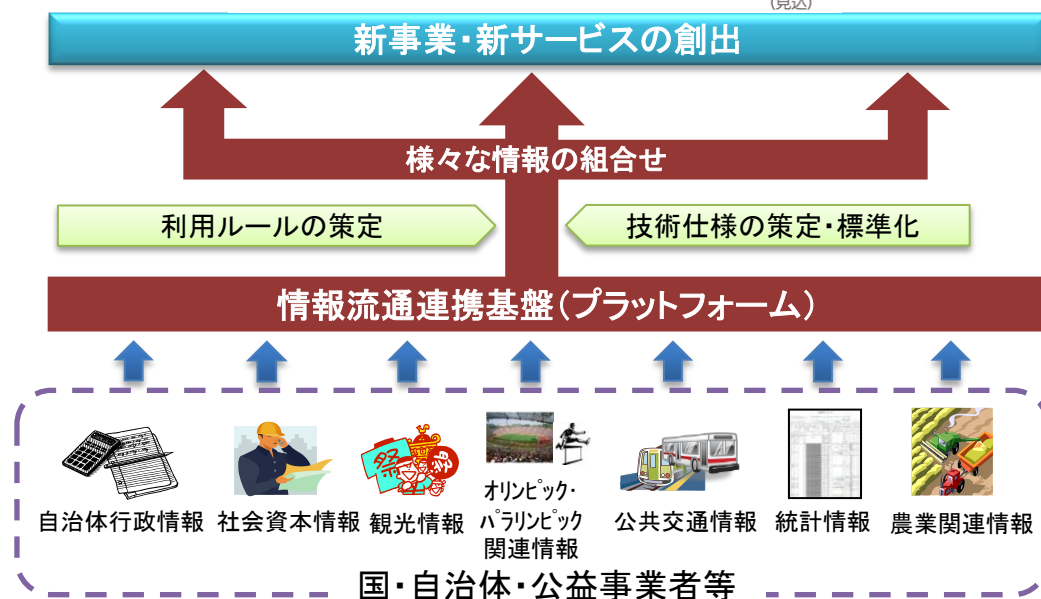 (見込)
新事業・新サービスの創出
様々な情報の組合せ
利用ルールの策定
技術仕様の策定・標準化
情報流通連携基盤(プラットフォーム)
祭
自治体行政情報
社会資本情報
観光情報
オリンピック・
パラリンピック
関連情報
公共交通情報
統計情報
農業関連情報
国・自治体・公益事業者等